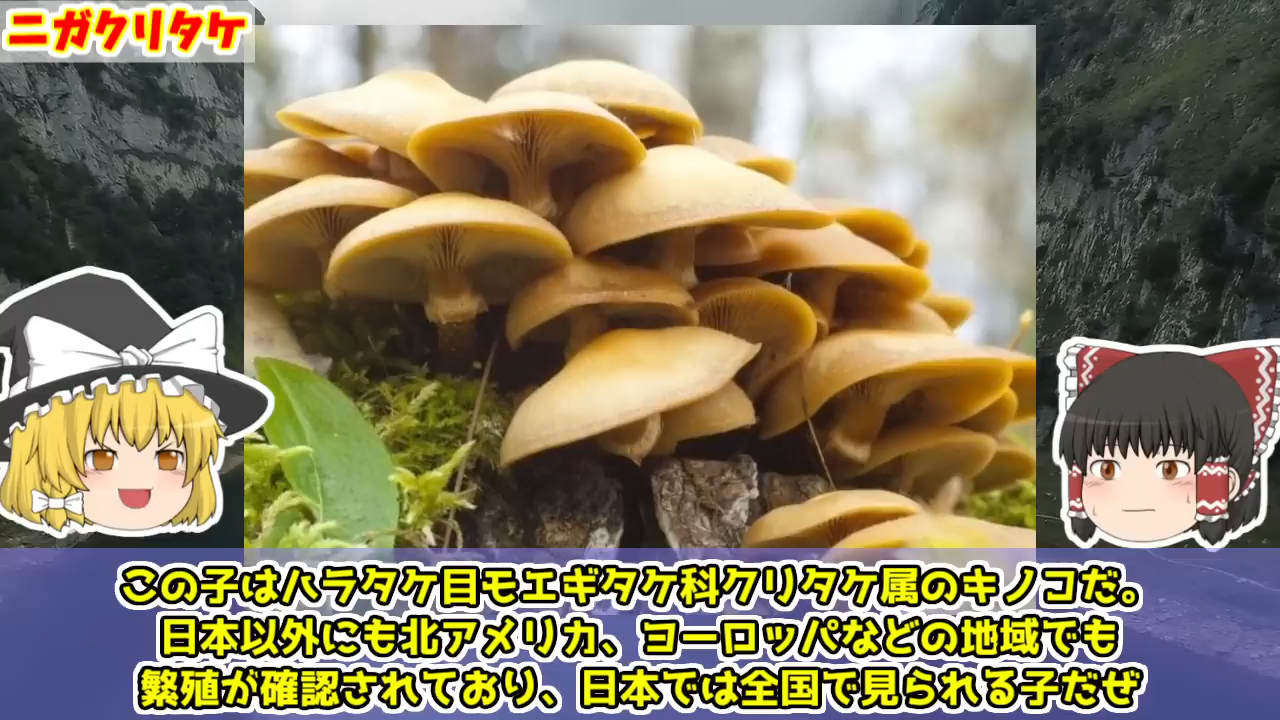 ニガクリタケ
この子はハラタケ目モエギタケ科クリタケ属のキノコだ。
日本以外にも北アメリカ、ヨーロッパなどの地域でも
繁殖が確認されており、日本では全国で見られる子だぜ